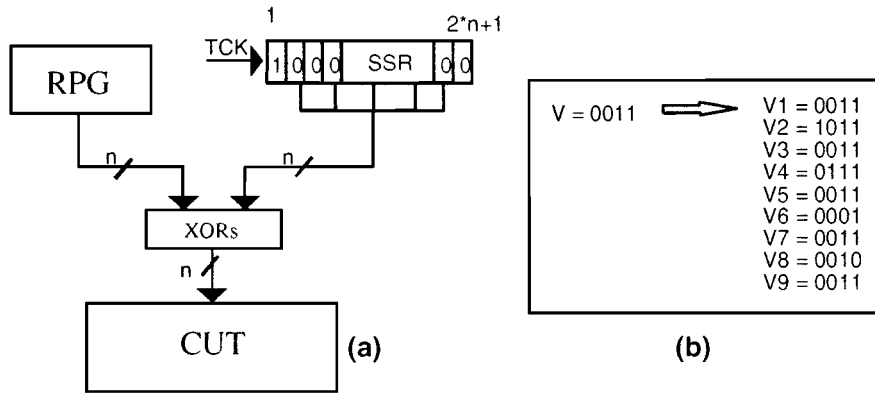 1
2*n+1
TCK
1 0 0 0 SSR 0 0
RPG
n
n
XORs
n
CUT
(a)
V = 0011
V1 = 0011
V2 = 1011
V3 = 0011
V4 = 0111
V5 = 0011
V6 = 0001
V7 = 0011
V8 = 0010
V9 = 0011
(b)